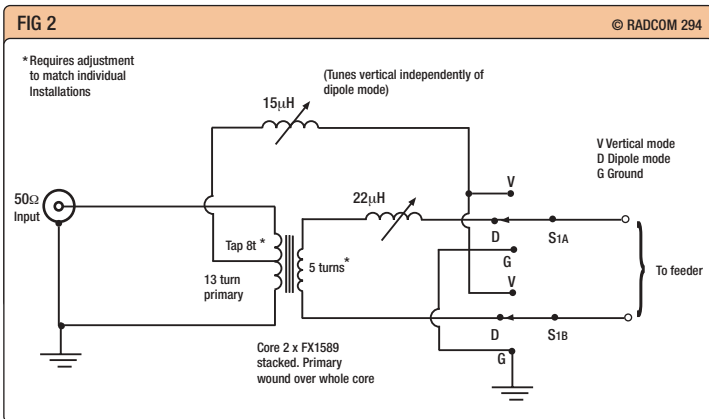 FIG 2
© RADCOM 294
* Requires adjustment
to match individual
Installations
(Tunes vertical independently of
dipole mode)
15µH
V Vertical mode
D Dipole mode
G Ground
50Ω
Input
22µH
V
D
S1A
G
V
Tap 8t *
5 turns*
13 turn
primary
To feeder
D
S1B
G
Core 2 x FX1589
stacked. Primary
wound over whole core